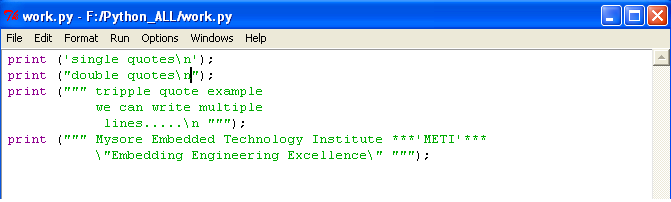 work.py - F:/Python_ALL/work.py
File Edit Format Run Options Windows Help
print ('single quotes\n');
print ("double quotes\n");
print (""" tripple quote example
we can write multiple
lines.....\n """);
print (""" Mysore Embedded Technology Institute ***'METI'***
\"Embedding Engineering Excellence\" """);